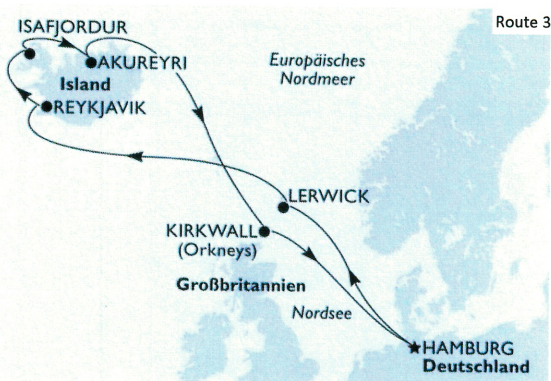 Route 3
ISAFJORDUR
AKUREYRI
Island
REYKJAVIK
Europäisches
Nordmeer
LERWICK
KIRKWALL
(Orkneys)
Großbritannien
Nordsee
HAMBURG
Deutschland